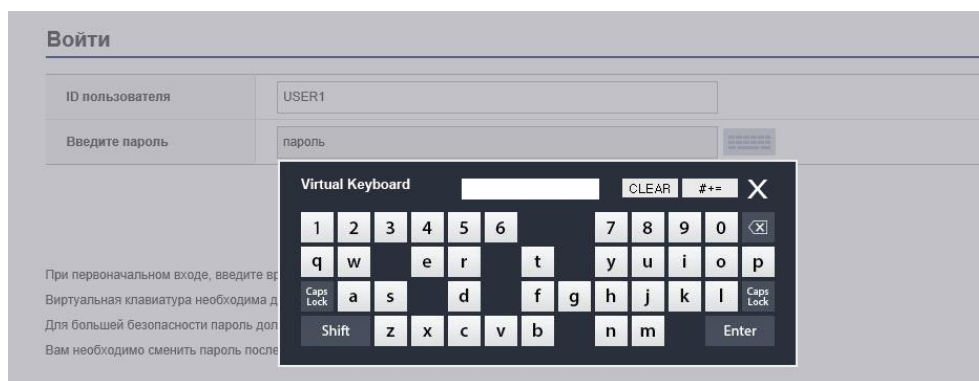 Войти
ID пользователя USER1
Введите пароль пароль
Virtual Keyboard CLEAR #+= X
1 2 3 4 5 6 7 8 9 0
q w e r t y u i o p
Caps Lock a s d f g h j k l Caps Lock
Shift z x c v b n m Enter
При первоначальном входе, введите
Виртуальная клавиатура необходима
Для большей безопасности пароль
Вам необходимо сменить пароль после